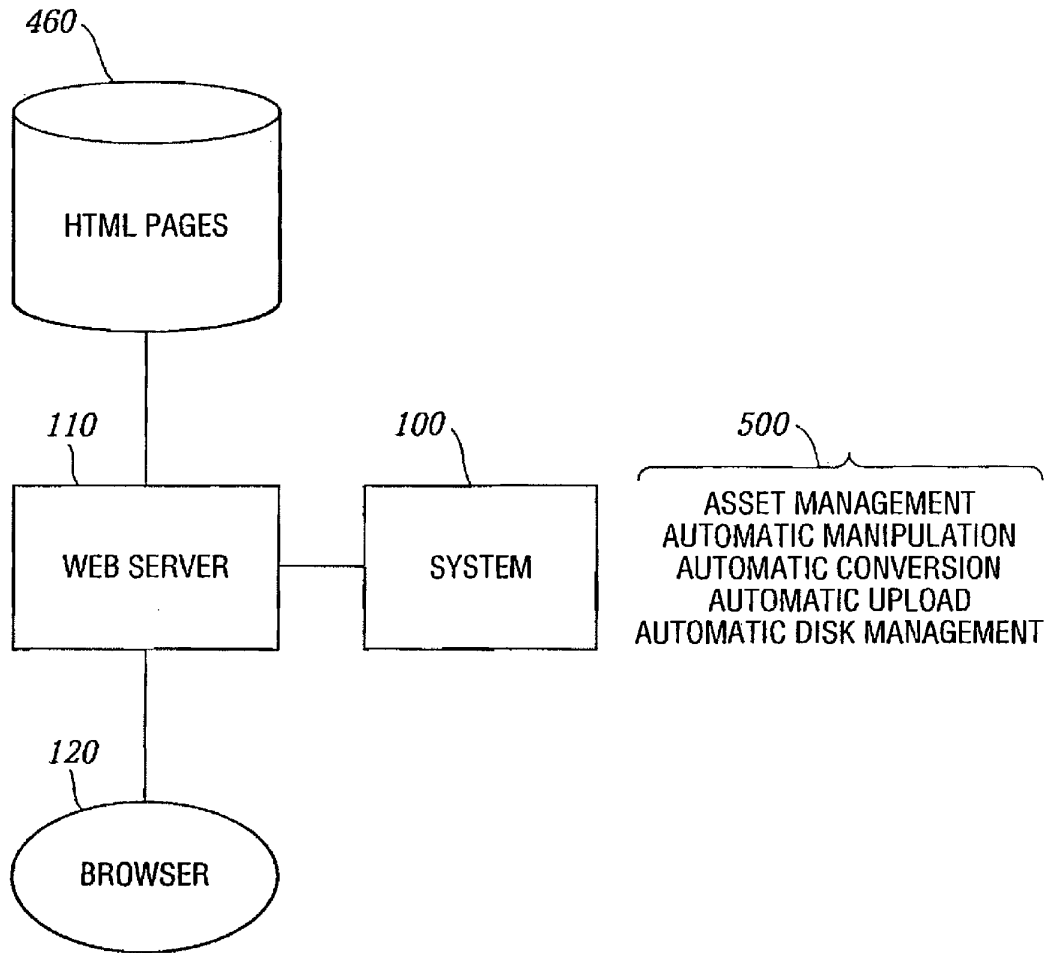 460
HTML PAGES
110
100
500
WEB SERVER
SYSTEM
ASSET MANAGEMENT
AUTOMATIC MANIPULATION
AUTOMATIC CONVERSION
AUTOMATIC UPLOAD
AUTOMATIC DISK MANAGEMENT
120
BROWSER